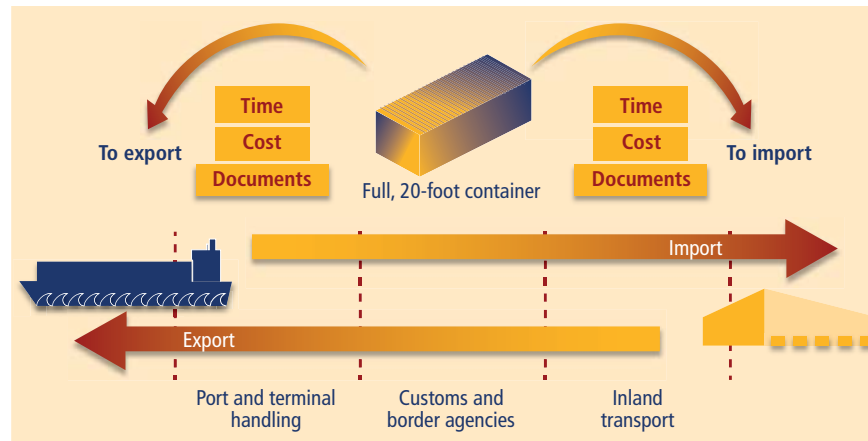 Time
Cost
Documents
To export
Full, 20-foot container
Time
Cost
Documents
To import
Import
Export
Port and terminal
handling
Customs and
border agencies
Inland
transport